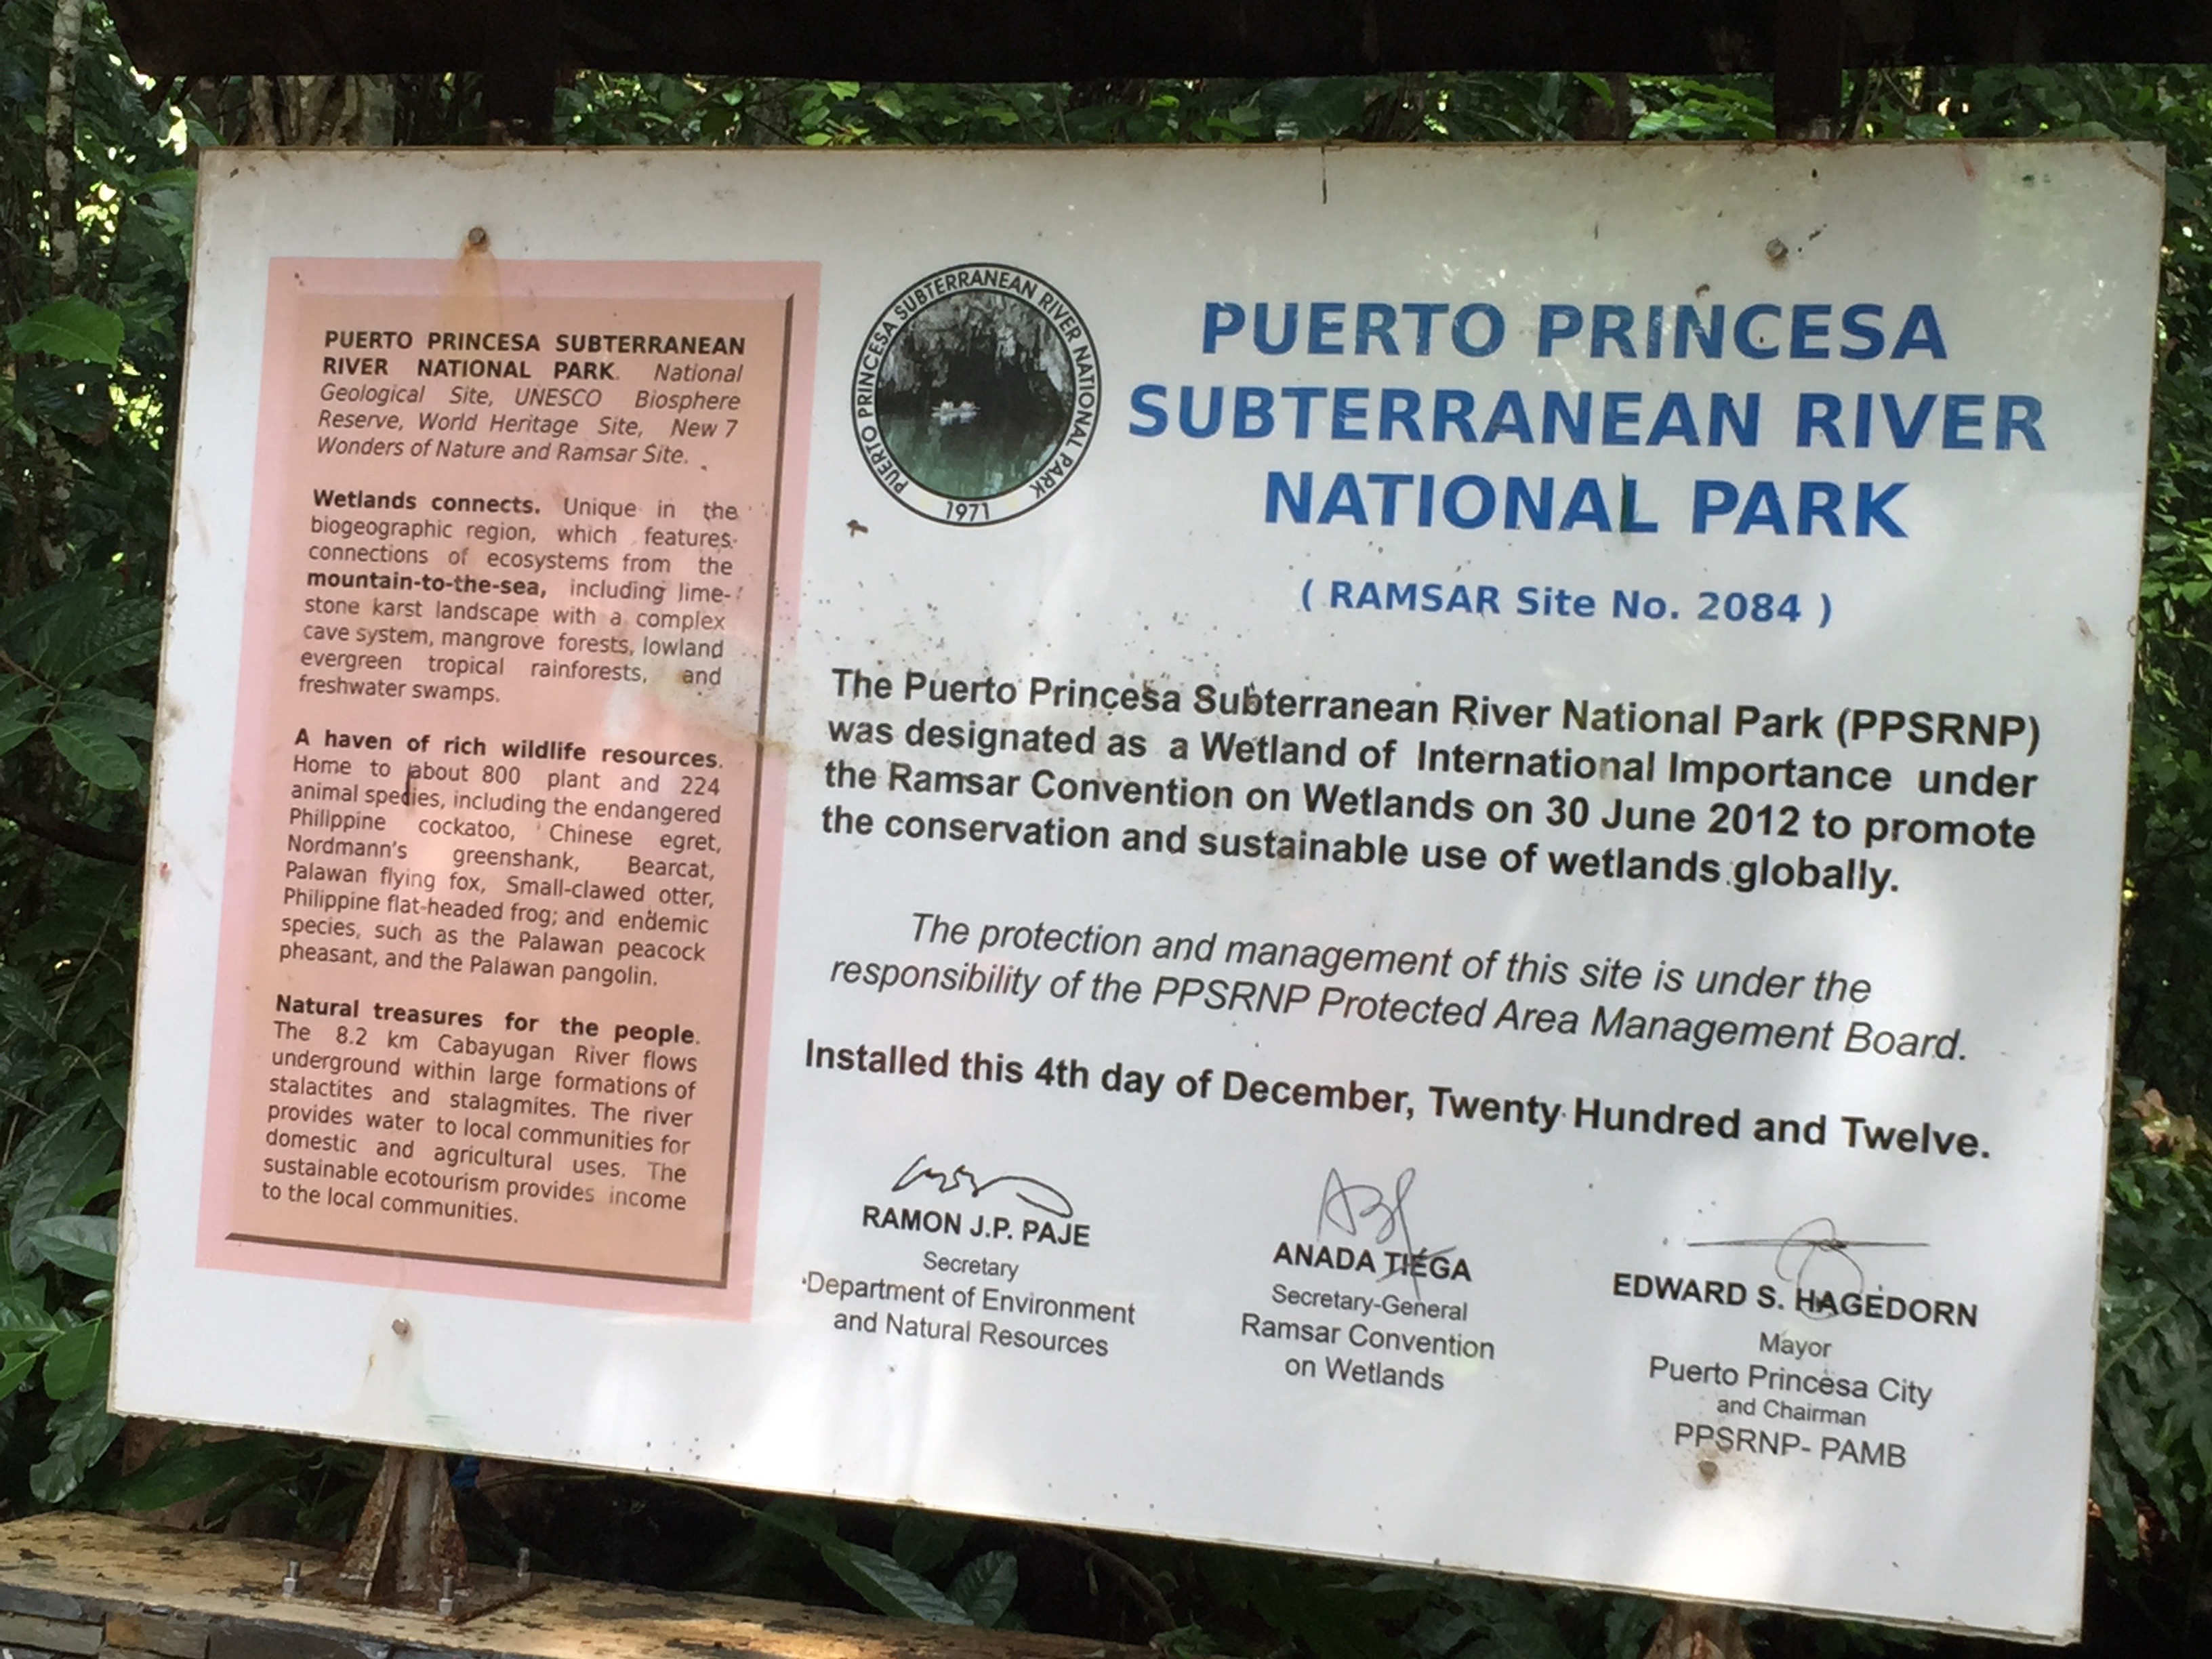 PUERTO PRINCESA SUBTERRANEAN
RIVER NATIONAL PARK. National
Geological Site, UNESCO Biosphere
Reserve, World Heritage Site, New 7
Wonders of Nature and Ramsar Site.
Wetlands connects. Unique in the
biogeographic region, which features
connections of ecosystems from the
mountain-to-the-sea, including lime-
stone karst landscape with a complex
cave system, mangrove forests, lowland
evergreen tropical rainforests, and
freshwater swamps.
A haven of rich wildlife resources.
Home to about 800 plant and 224
animal species, including the endangered
Philippine cockatoo, Chinese egret,
Nordmann's greenshank, Bearcat,
Palawan flying fox, Small-clawed otter,
Philippine flat-headed frog; and endemic
species, such as the Palawan peacock
pheasant, and the Palawan pangolin.
Natural treasures for the people.
The 8.2 km Cabayugan River flows
underground within large formations of
stalactites and stalagmites. The river
provides water to local communities for
domestic and agricultural uses. The
sustainable ecotourism provides income
to the local communities.
PUERTO PRINCESA SUBTERRANEAN RIVER NATIONAL PARK
1971
PUERTO PRINCESA
SUBTERRANEAN RIVER
NATIONAL PARK
( RAMSAR Site No. 2084 )
The Puerto Princesa Subterranean River National Park (PPSRNP)
was designated as a Wetland of International Importance under
the Ramsar Convention on Wetlands on 30 June 2012 to promote
the conservation and sustainable use of wetlands globally.
The protection and management of this site is under the
responsibility of the PPSRNP Protected Area Management Board.
Installed this 4th day of December, Twenty Hundred and Twelve.
RAMON J.P. PAJE
Secretary
Department of Environment
and Natural Resources
ANADA TIÉGA
Secretary-General
Ramsar Convention
on Wetlands
EDWARD S. HAGEDORN
Mayor
Puerto Princesa City
and Chairman
PPSRNP- PAMB